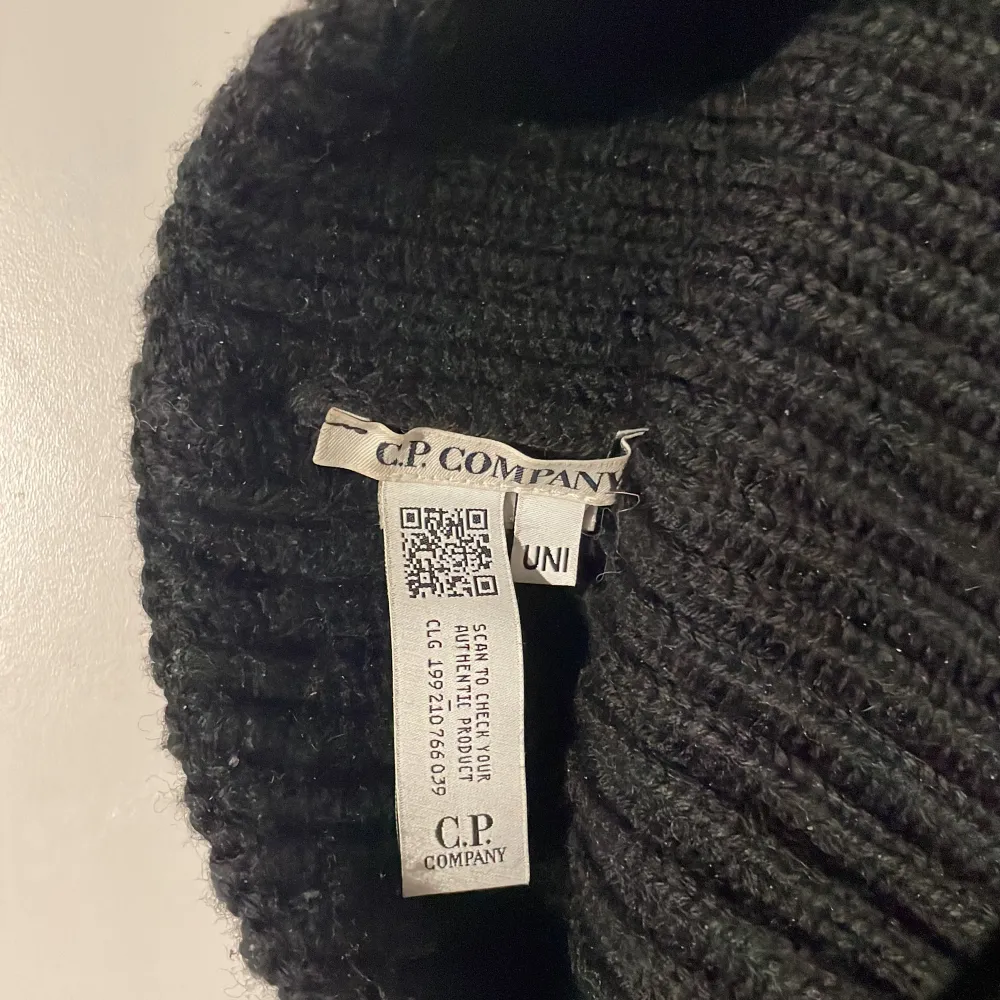 C.P. COMPANY
UNI
SCAN TO CHECK YOUR
AUTHENTIC PRODUCT
CLG 199210766039
C.P.
COMPANY